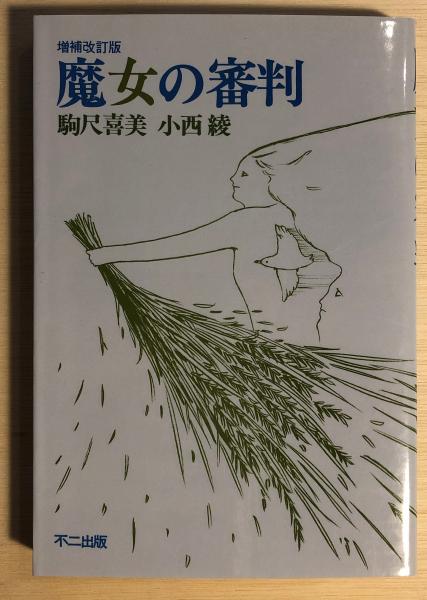 増補改訂版
魔女の審判
駒尺喜美 小西綾
不二出版